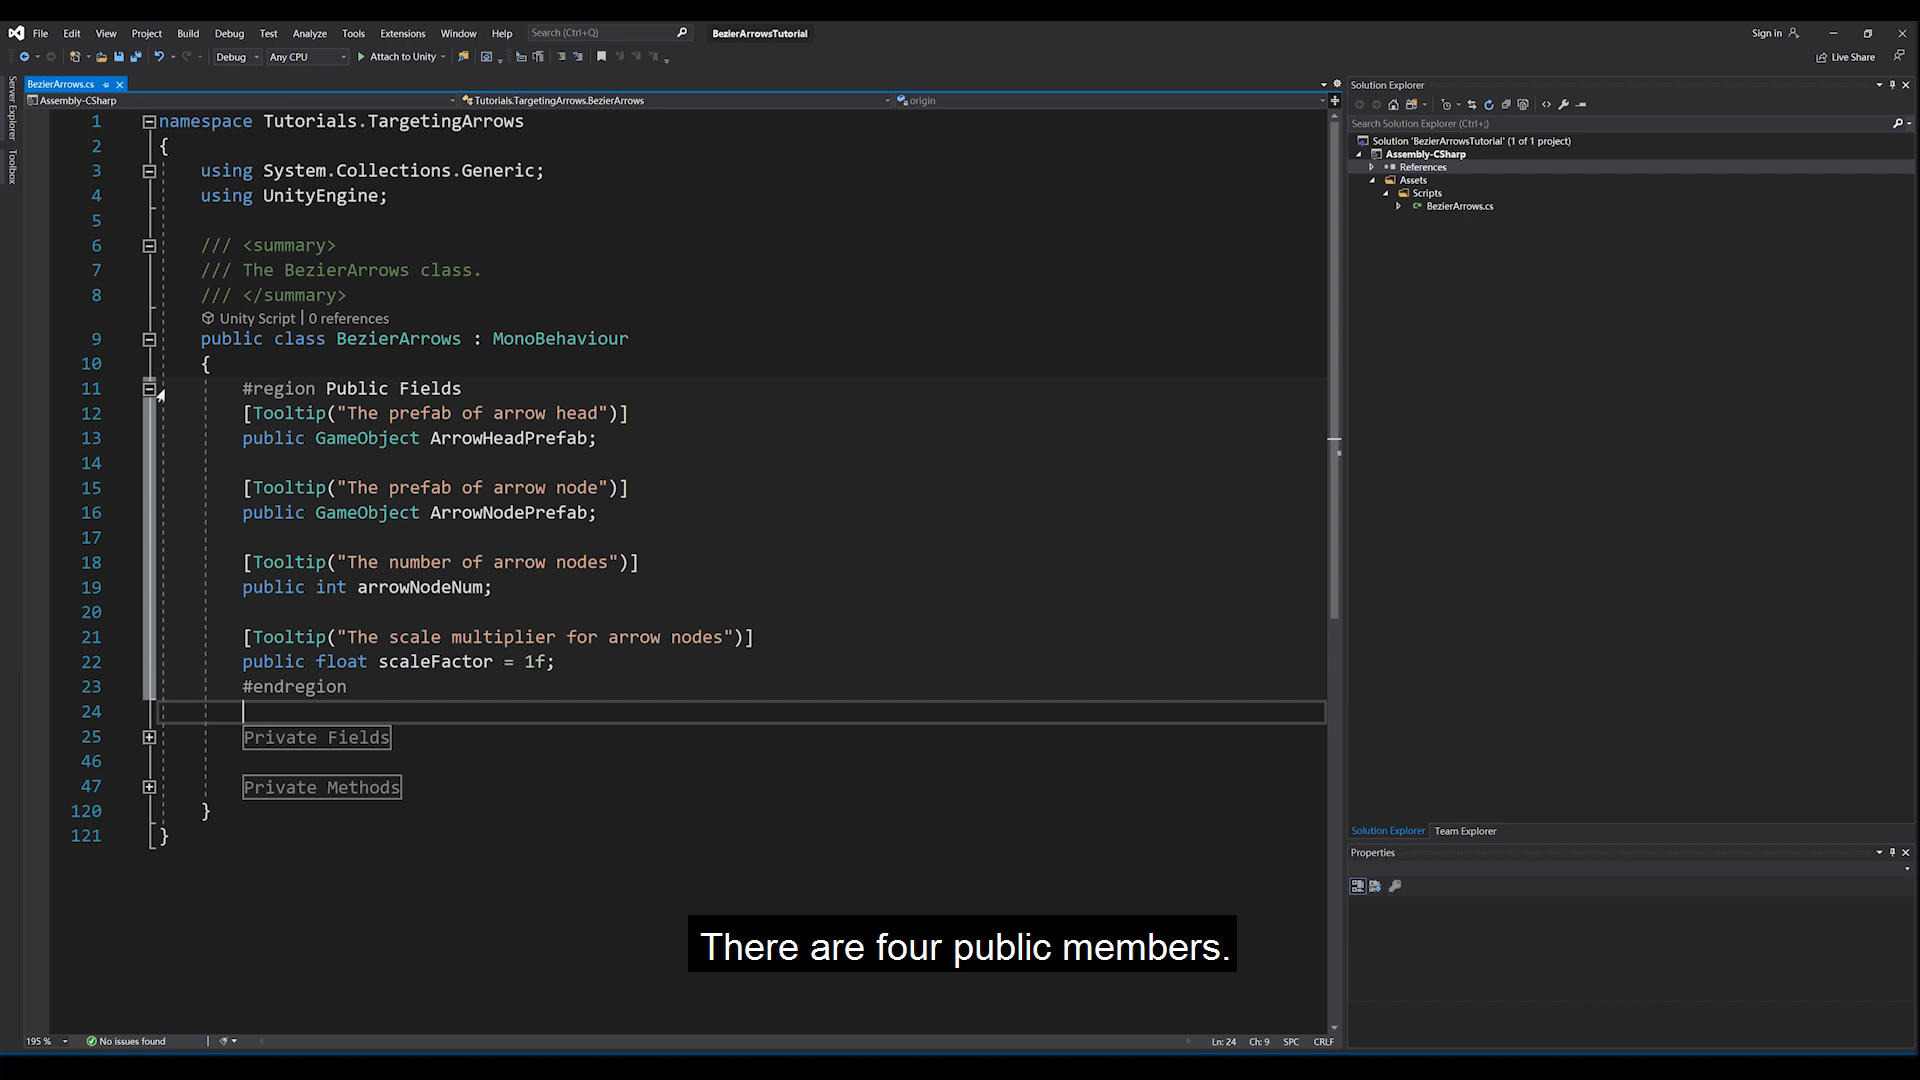 File Edit View Project Build Debug Test Analyze Tools Extensions Window Help Search (Ctrl+Q) BezierArrowsTutorial Sign in
Debug Any CPU Attach to Unity Live Share
Server Explorer
Toolbox
BezierArrows.cs
Assembly-CSharp Tutorials.TargetingArrows.BezierArrows origin
1 namespace Tutorials.TargetingArrows
2 {
3 using System.Collections.Generic;
4 using UnityEngine;
5
6 /// <summary>
7 /// The BezierArrows class.
8 /// </summary>
Unity Script | 0 references
9 public class BezierArrows : MonoBehaviour
10 {
11 #region Public Fields
12 [Tooltip("The prefab of arrow head")]
13 public GameObject ArrowHeadPrefab;
14
15 [Tooltip("The prefab of arrow node")]
16 public GameObject ArrowNodePrefab;
17
18 [Tooltip("The number of arrow nodes")]
19 public int arrowNodeNum;
20
21 [Tooltip("The scale multiplier for arrow nodes")]
22 public float scaleFactor = 1f;
23 #endregion
24
25 Private Fields
46
47 Private Methods
120 }
121 }
There are four public members.
195 % No issues found Ln: 24 Ch: 9 SPC CRLF
Solution Explorer
Search Solution Explorer (Ctrl+;)
Solution 'BezierArrowsTutorial' (1 of 1 project)
Assembly-CSharp
References
Assets
Scripts
BezierArrows.cs
Solution Explorer Team Explorer
Properties